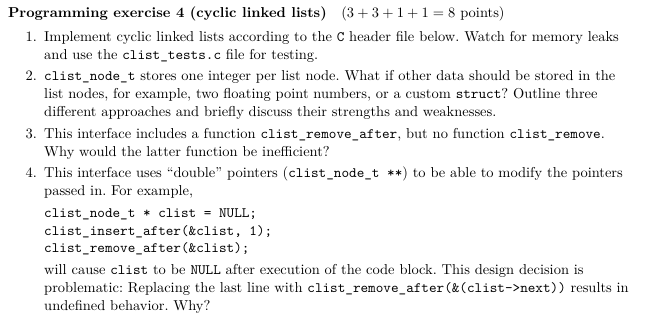 Programming exercise 4 (cyclic linked lists) (3 + 3 + 1 + 1 = 8 points)
1. Implement cyclic linked lists according to the C header file below. Watch for memory leaks
and use the clist_tests.c file for testing.
2. clist_node_t stores one integer per list node. What if other data should be stored in the
list nodes, for example, two floating point numbers, or a custom struct? Outline three
different approaches and briefly discuss their strengths and weaknesses.
3. This interface includes a function clist_remove_after, but no function clist_remove.
Why would the latter function be inefficient?
4. This interface uses “double” pointers (clist_node_t **) to be able to modify the pointers
passed in. For example,
clist_node_t * clist = NULL;
clist_insert_after(&clist, 1);
clist_remove_after(&clist);
will cause clist to be NULL after execution of the code block. This design decision is
problematic: Replacing the last line with clist_remove_after(&(clist->next)) results in
undefined behavior. Why?